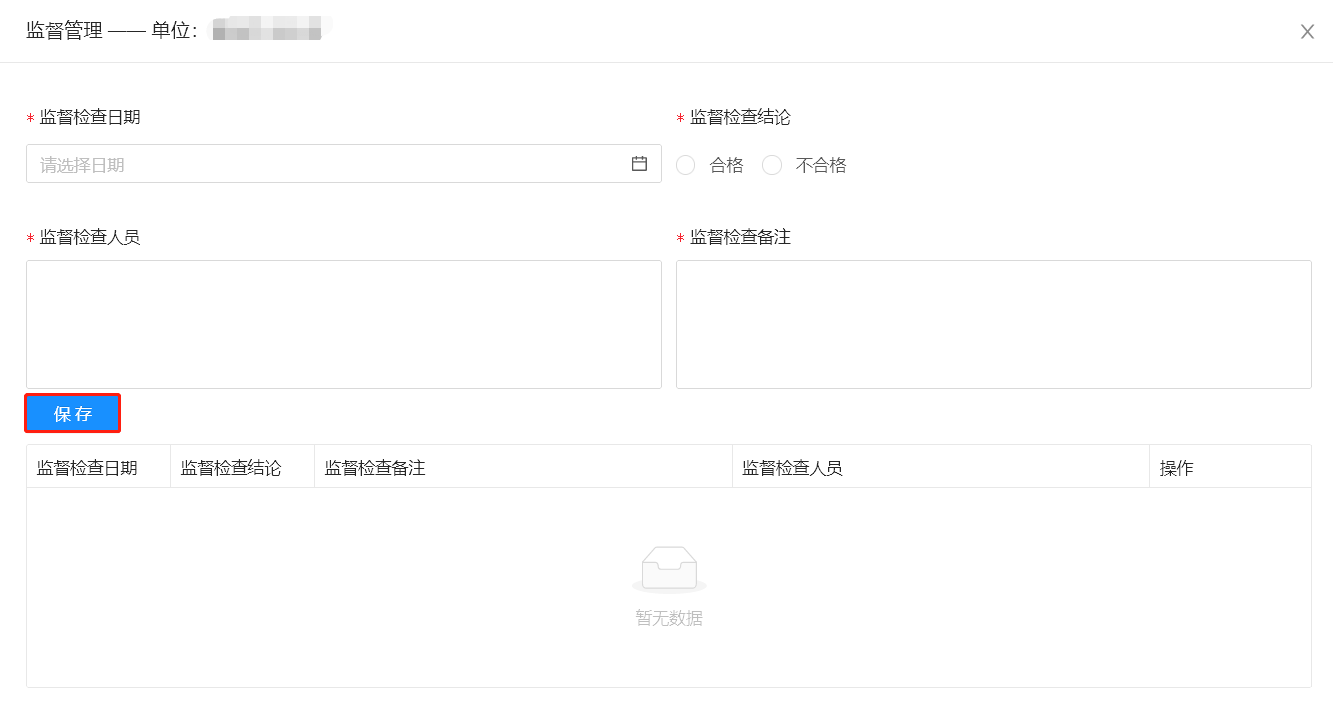 监督管理 —— 单位：
* 监督检查日期
* 监督检查结论
请选择日期
合格 不合格
* 监督检查人员
* 监督检查备注
保 存
监督检查日期 监督检查结论 监督检查备注 监督检查人员 操作
暂无数据